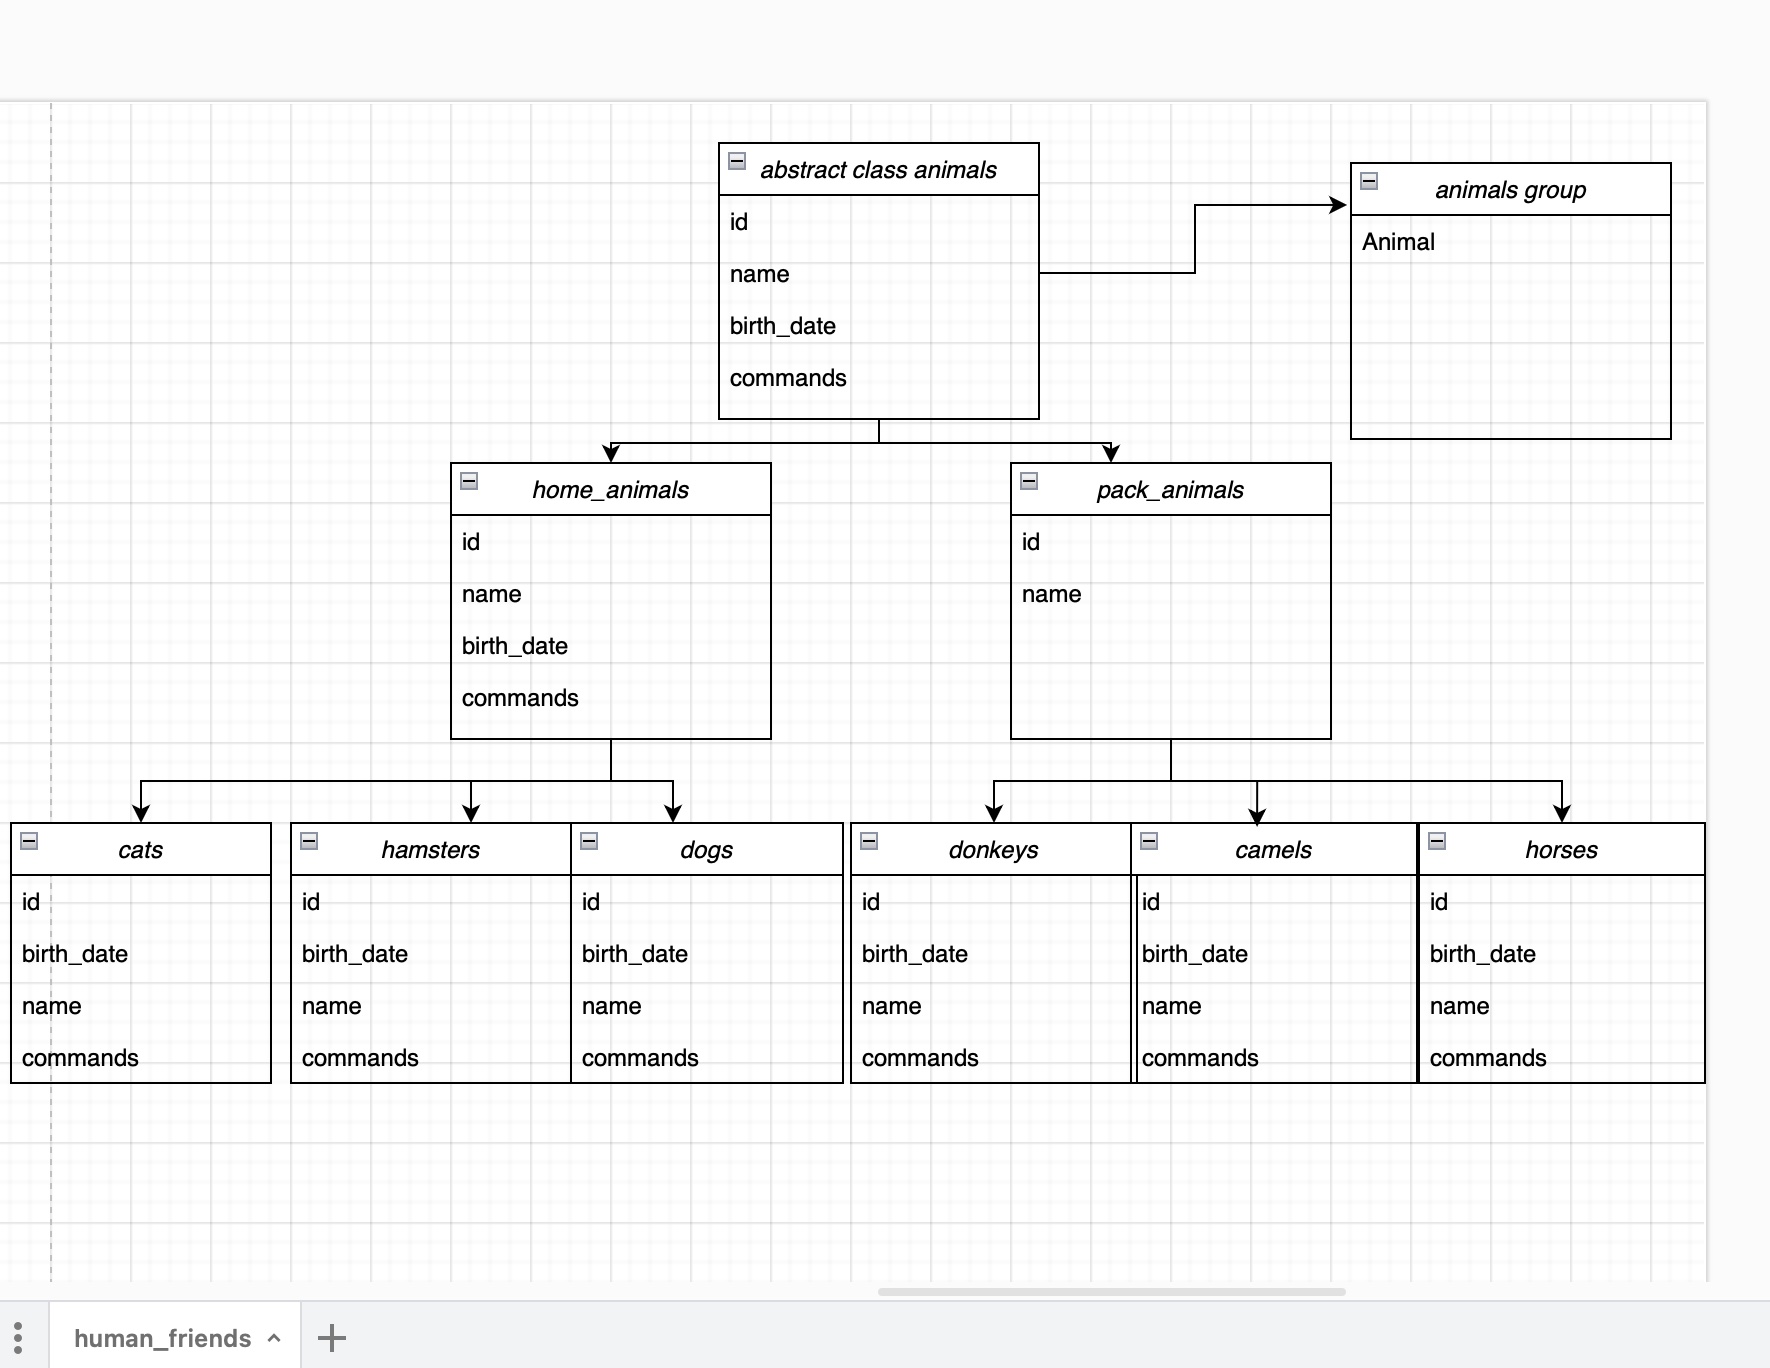 abstract class animals
id
name
birth_date
commands
animals group
Animal
home_animals
id
name
birth_date
commands
pack_animals
id
name
cats
id
birth_date
name
commands
hamsters
id
birth_date
name
commands
dogs
id
birth_date
name
commands
donkeys
id
birth_date
name
commands
camels
id
birth_date
name
commands
horses
id
birth_date
name
commands
human_friends